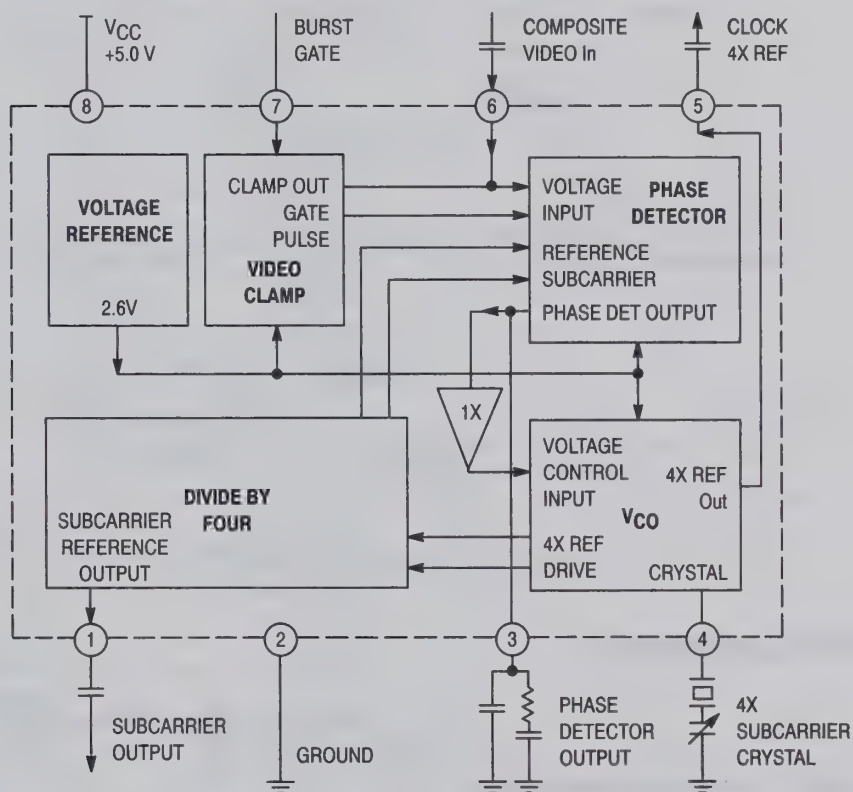 VCC
+5.0 V
BURST
GATE
COMPOSITE
VIDEO In
CLOCK
4X REF
8
7
6
5
VOLTAGE
REFERENCE
2.6V
CLAMP OUT
GATE
PULSE
VIDEO
CLAMP
VOLTAGE
INPUT
PHASE
DETECTOR
REFERENCE
SUBCARRIER
PHASE DET OUTPUT
1X
DIVIDE BY
FOUR
SUBCARRIER
REFERENCE
OUTPUT
VOLTAGE
CONTROL
INPUT
4X REF
Out
VCO
4X REF
DRIVE
CRYSTAL
1
2
3
4
SUBCARRIER
OUTPUT
GROUND
PHASE
DETECTOR
OUTPUT
4X
SUBCARRIER
CRYSTAL